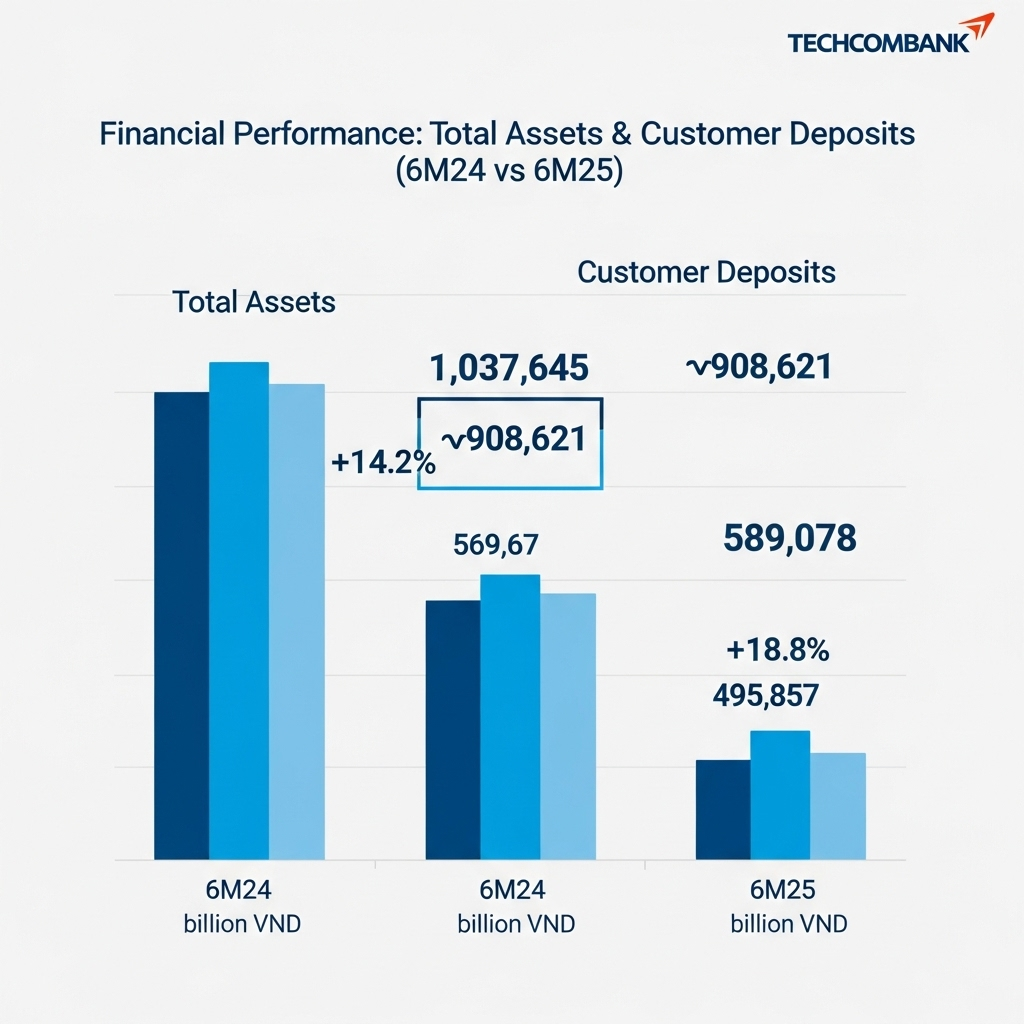 TECHCOMBANK
Financial Performance: Total Assets & Customer Deposits
(6M24 vs 6M25)
Customer Deposits
Total Assets
1,037,645
~908,621
~908,621
+14.2%
569,67
589,078
+18.8%
495,857
6M24
billion VND
6M24
billion VND
6M25
billion VND